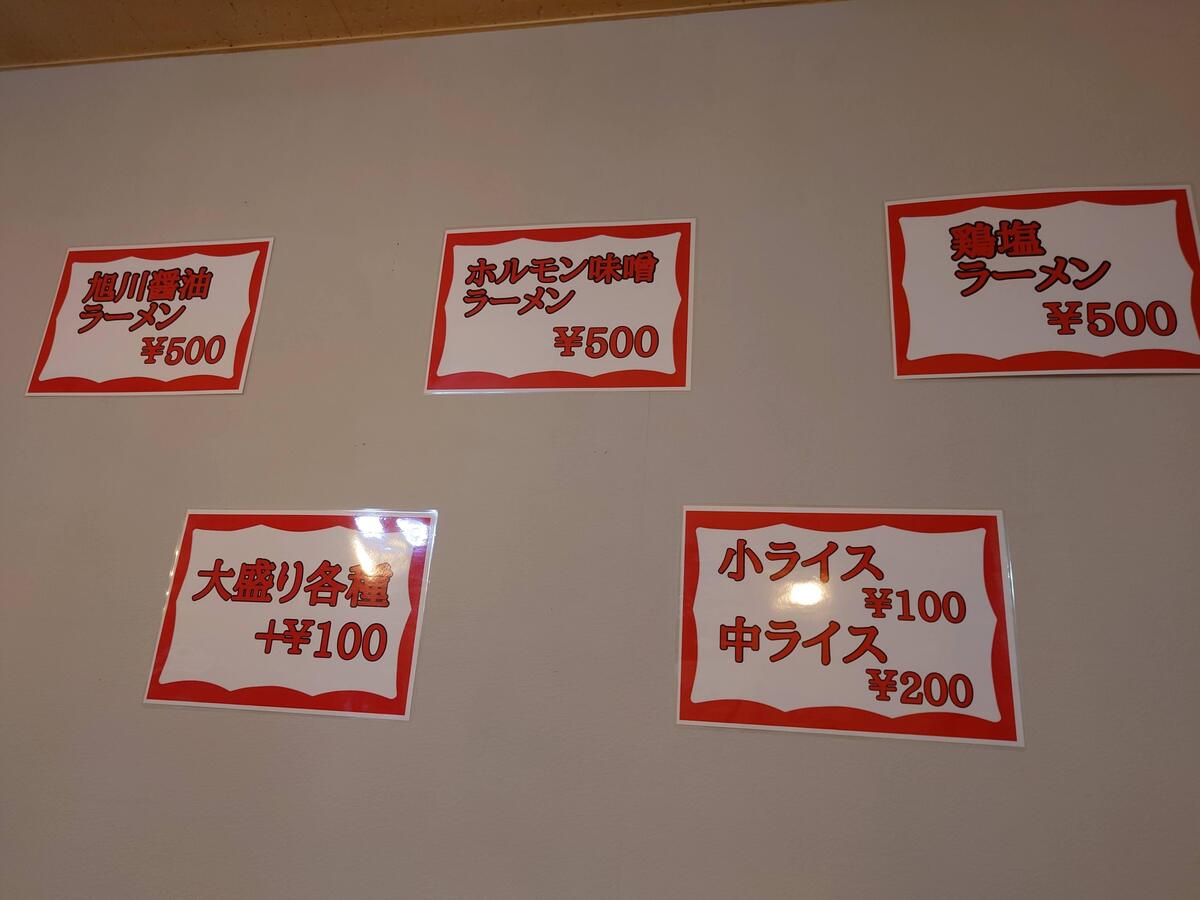 旭川醤油
ラーメン
¥500
ホルモン味噌
ラーメン
¥500
鶏塩
ラーメン
¥500
大盛り各種
+¥100
小ライス
¥100
中ライス
¥200